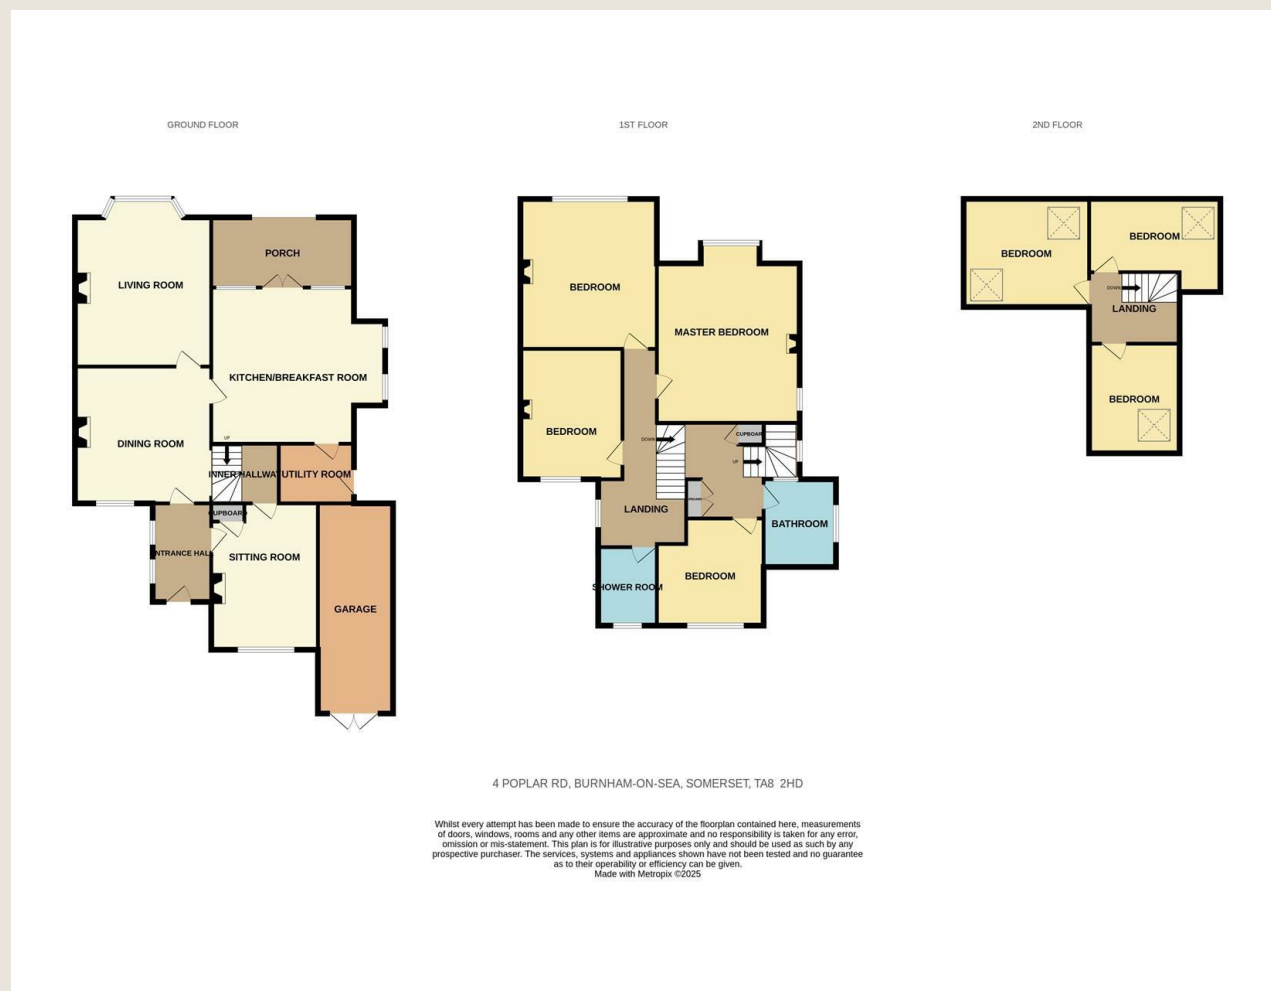 GROUND FLOOR
1ST FLOOR
2ND FLOOR
LIVING ROOM
PORCH
KITCHEN/BREAKFAST ROOM
DINING ROOM
UP
INNER HALLWAY
UTILITY ROOM
CUPBOARD
ENTRANCE HALL
SITTING ROOM
GARAGE
BEDROOM
MASTER BEDROOM
BEDROOM
DOWN
CUPBOARD
UP
LANDING
BATHROOM
SHOWER ROOM
BEDROOM
BEDROOM
BEDROOM
DOWN
LANDING
BEDROOM
4 POPLAR RD, BURNHAM-ON-SEA, SOMERSET, TA8 2HD
Whilst every attempt has been made to ensure the accuracy of the floorplan contained here, measurements
of doors, windows, rooms and any other items are approximate and no responsibility is taken for any error,
omission or mis-statement. This plan is for illustrative purposes only and should be used as such by any
prospective purchaser. The services, systems and appliances shown have not been tested and no guarantee
as to their operability or efficiency can be given.
Made with Metropix ©2025